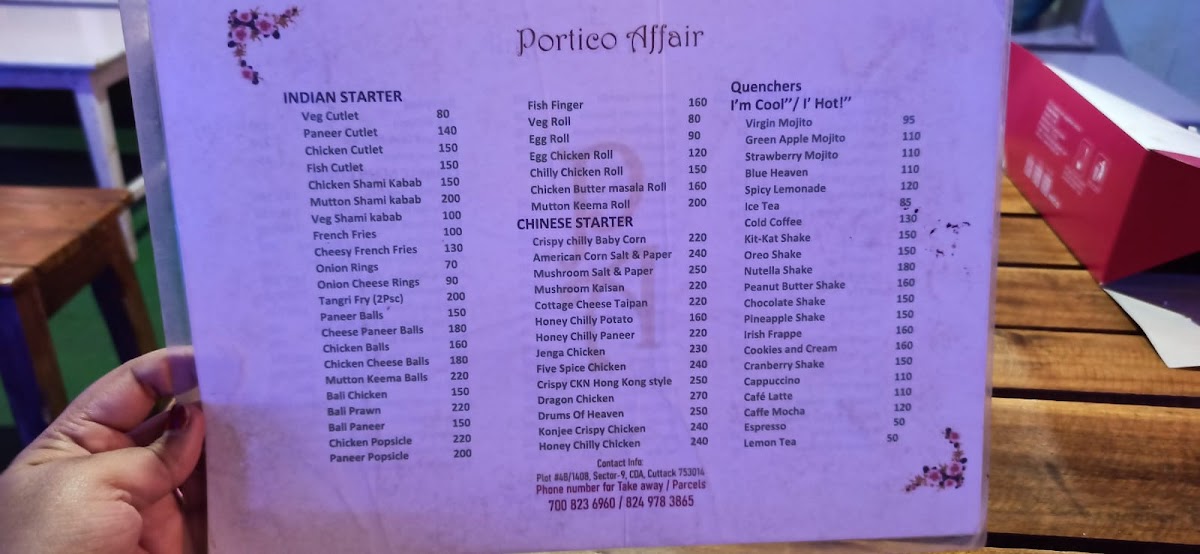 Portico Affair
INDIAN STARTER
Veg Cutlet 80
Paneer Cutlet 140
Chicken Cutlet 150
Fish Cutlet 150
Chicken Shami Kabab 150
Mutton Shami kabab 200
Veg Shami kabab 100
French Fries 100
Cheesy French Fries 130
Onion Rings 70
Onion Cheese Rings 90
Tangri Fry (2Psc) 200
Paneer Balls 150
Cheese Paneer Balls 180
Chicken Balls 160
Chicken Cheese Balls 180
Mutton Keema Balls 220
Bali Chicken 150
Bali Prawn 220
Bali Paneer 150
Chicken Popsicle 220
Paneer Popsicle 200
Fish Finger 160
Veg Roll 80
Egg Roll 90
Egg Chicken Roll 120
Chilly Chicken Roll 150
Chicken Butter masala Roll 160
Mutton Keema Roll 200
CHINESE STARTER
Crispy chilly Baby Corn 220
American Corn Salt & Paper 240
Mushroom Salt & Paper 250
Mushroom Kaisan 220
Cottage Cheese Taipan 220
Honey Chilly Potato 160
Honey Chilly Paneer 220
Jenga Chicken 230
Five Spice Chicken 240
Crispy CKN Hong Kong style 250
Dragon Chicken 270
Drums Of Heaven 250
Konjee Crispy Chicken 240
Honey Chilly Chicken 240
Quenchers
I'm Cool"/ I' Hot!"
Virgin Mojito 95
Green Apple Mojito 110
Strawberry Mojito 110
Blue Heaven 110
Spicy Lemonade 120
Ice Tea 85
Cold Coffee 130
Kit-Kat Shake 150
Oreo Shake 150
Nutella Shake 180
Peanut Butter Shake 160
Chocolate Shake 150
Pineapple Shake 150
Irish Frappe 160
Cookies and Cream 160
Cranberry Shake 150
Cappuccino 110
Café Latte 110
Caffe Mocha 120
Espresso 50
Lemon Tea 50
Contact Info:
Plot #4B/1408, Sector-9, CDA, Cuttack 753014
Phone number for Take away / Parcels
700 823 6960 / 824 978 3865